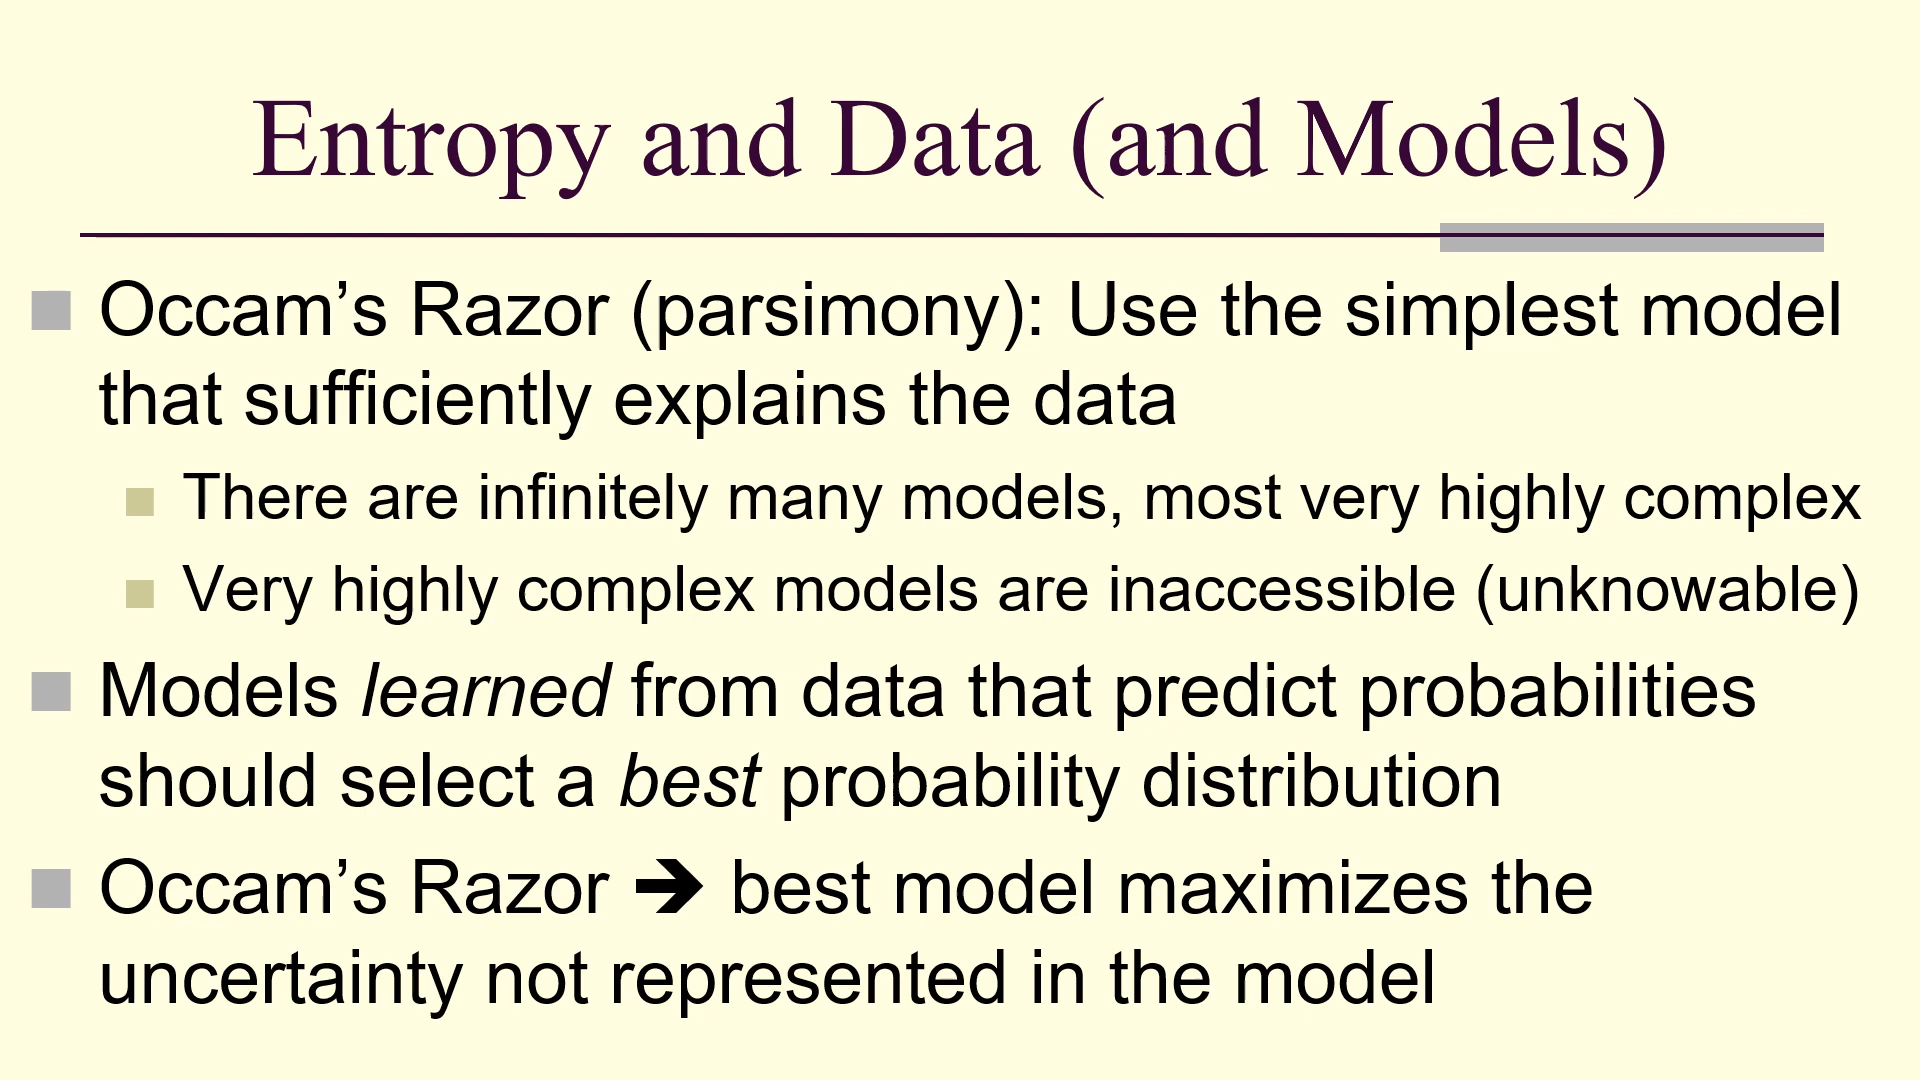 Entropy and Data (and Models)
Occam’s Razor (parsimony): Use the simplest model
that sufficiently explains the data
There are infinitely many models, most very highly complex
Very highly complex models are inaccessible (unknowable)
Models learned from data that predict probabilities
should select a best probability distribution
Occam’s Razor ➔ best model maximizes the
uncertainty not represented in the model